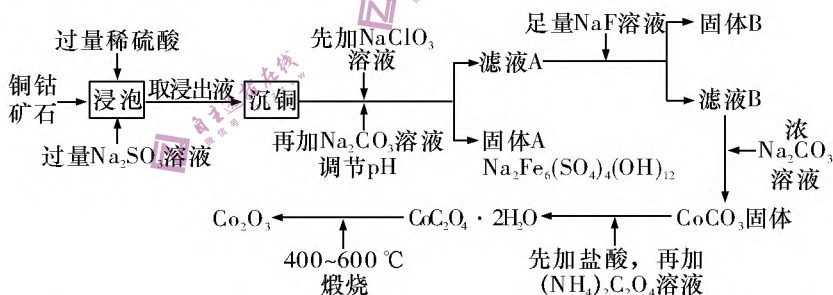 过量稀硫酸
铜钴
矿石
浸泡
取浸出液
沉铜
过量Na₂SO₃溶液
先加NaClO₃
溶液
再加Na₂CO₃溶液
调节pH
滤液A
固体A
Na₂Fe₆(SO₄)₄(OH)₁₂
足量NaF溶液
固体B
滤液B
浓
Na₂CO₃
溶液
CoCO₃固体
先加盐酸，再加
(NH₄)₂C₂O₄溶液
CoC₂O₄·2H₂O
400~600 ℃
煅烧
Co₂O₃